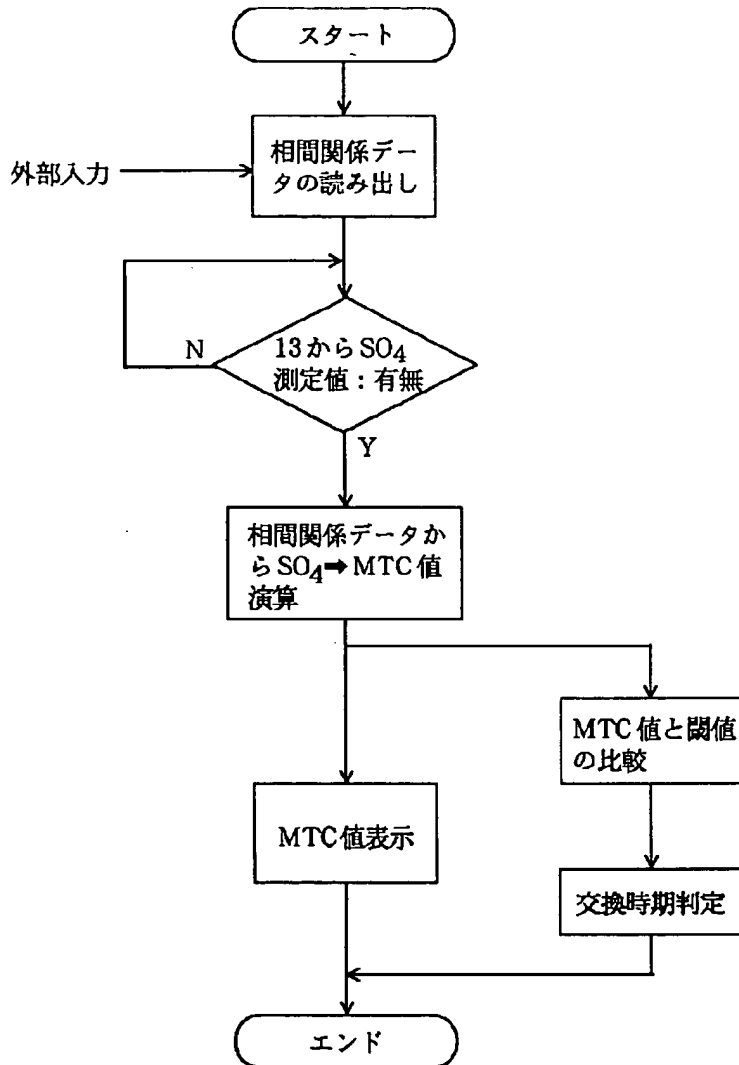 スタート
相間関係デー
タの読み出し
外部入力
13からSO4
測定値：有無
N
Y
相間関係データか
らSO4➡MTC値
演算
MTC値と閾値
の比較
MTC値表示
交換時期判定
エンド